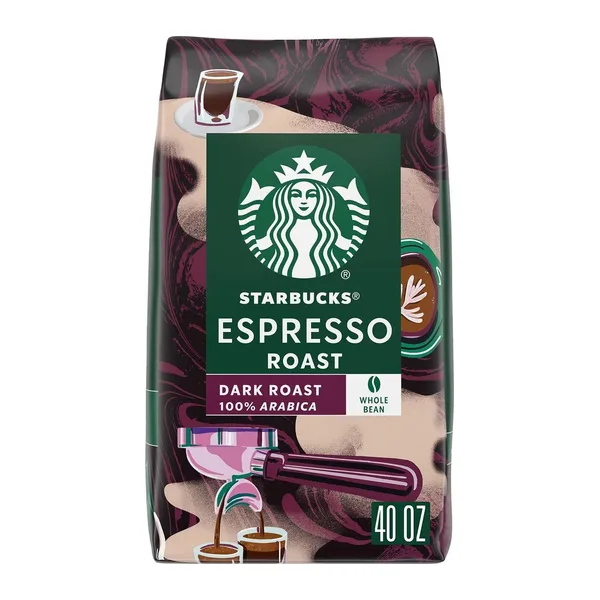 STARBUCKS®
ESPRESSO
ROAST
DARK ROAST
100% ARABICA
WHOLE
BEAN
40 OZ